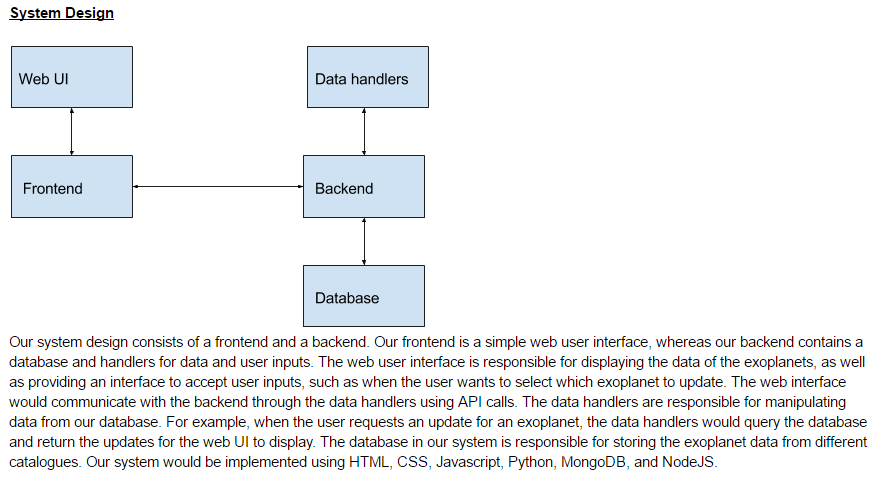 System Design
Web UI
Data handlers
Frontend
Backend
Database
Our system design consists of a frontend and a backend. Our frontend is a simple web user interface, whereas our backend contains a
database and handlers for data and user inputs. The web user interface is responsible for displaying the data of the exoplanets, as well
as providing an interface to accept user inputs, such as when the user wants to select which exoplanet to update. The web interface
would communicate with the backend through the data handlers using API calls. The data handlers are responsible for manipulating
data from our database. For example, when the user requests an update for an exoplanet, the data handlers would query the database
and return the updates for the web UI to display. The database in our system is responsible for storing the exoplanet data from different
catalogues. Our system would be implemented using HTML, CSS, Javascript, Python, MongoDB, and NodeJS.